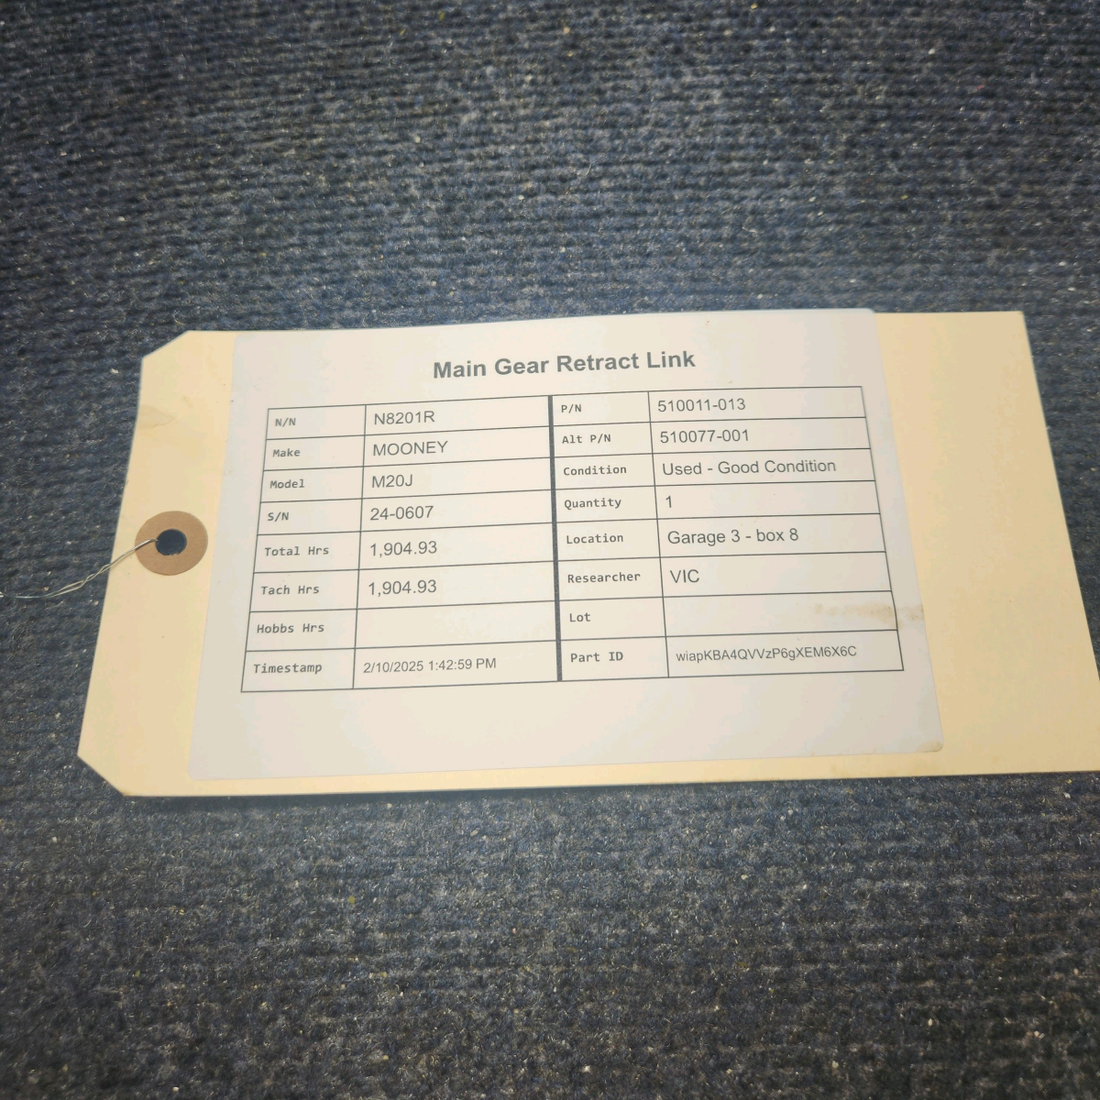 Main Gear Retract Link
N/N N8201R P/N 510011-013
Make MOONEY Alt P/N 510077-001
Model M20J Condition Used - Good Condition
S/N 24-0607 Quantity 1
Total Hrs 1,904.93 Location Garage 3 - box 8
Tach Hrs 1,904.93 Researcher VIC
Hobbs Hrs Lot
Timestamp 2/10/2025 1:42:59 PM Part ID wiapKBA4QVVzP6gXEM6X6C